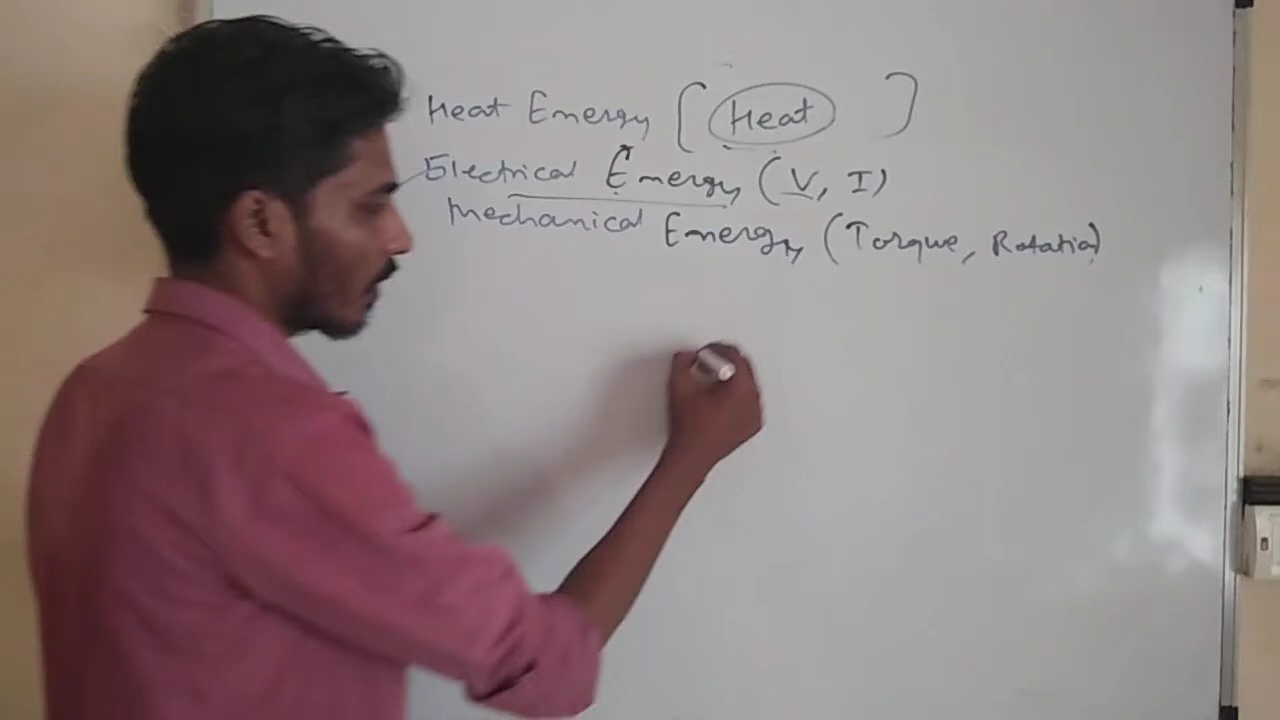 Heat Energy [ Heat ]
Electrical Energy (V, I)
Mechanical Energy (Torque, Rotation)